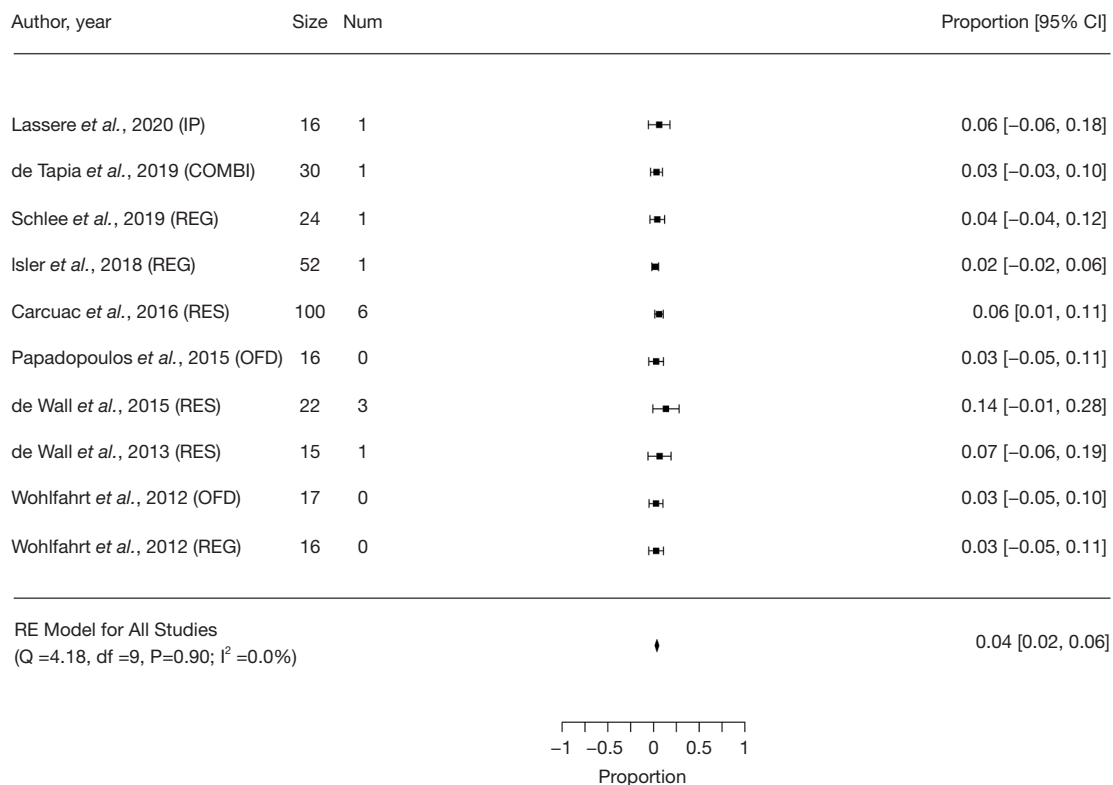 Author, year Size Num Proportion [95% CI]
Lassere et al., 2020 (IP) 16 1 0.06 [−0.06, 0.18]
de Tapia et al., 2019 (COMBI) 30 1 0.03 [−0.03, 0.10]
Schlee et al., 2019 (REG) 24 1 0.04 [−0.04, 0.12]
Isler et al., 2018 (REG) 52 1 0.02 [−0.02, 0.06]
Carcuac et al., 2016 (RES) 100 6 0.06 [0.01, 0.11]
Papadopoulos et al., 2015 (OFD) 16 0 0.03 [−0.05, 0.11]
de Wall et al., 2015 (RES) 22 3 0.14 [−0.01, 0.28]
de Wall et al., 2013 (RES) 15 1 0.07 [−0.06, 0.19]
Wohlfahrt et al., 2012 (OFD) 17 0 0.03 [−0.05, 0.10]
Wohlfahrt et al., 2012 (REG) 16 0 0.03 [−0.05, 0.11]
RE Model for All Studies 0.04 [0.02, 0.06]
(Q =4.18, df =9, P=0.90; I² =0.0%)
−1 −0.5 0 0.5 1
Proportion